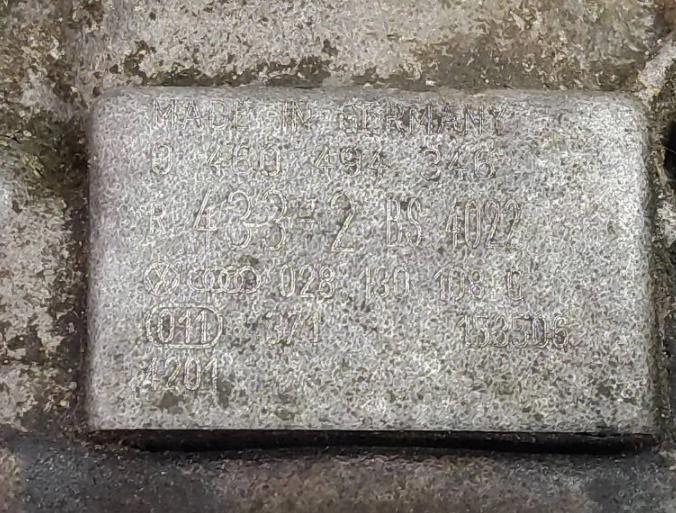 MADE IN GERMANY
0 460 494 346
R 433-2 BS 4022
028 130 108 G
011 371 153506
4201